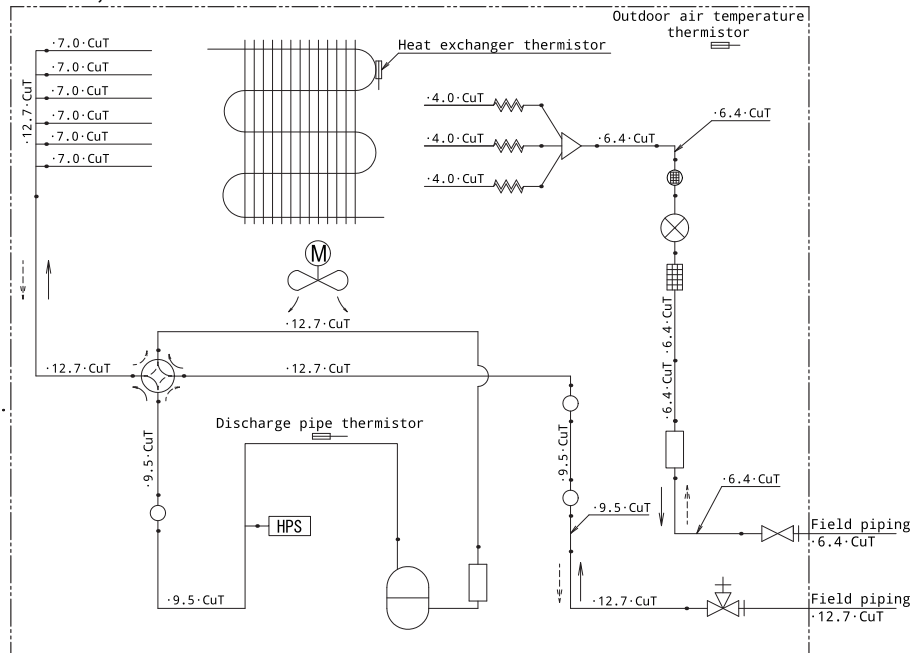 Outdoor air temperature
thermistor
·7.0·CuT
Heat exchanger thermistor
·7.0·CuT
·7.0·CuT
·7.0·CuT
·7.0·CuT
·7.0·CuT
·12.7·CuT
·4.0·CuT
·4.0·CuT
·4.0·CuT
·6.4·CuT
·6.4·CuT
M
·12.7·CuT
·12.7·CuT
·12.7·CuT
·6.4·CuT
·6.4·CuT
Discharge pipe thermistor
·9.5·CuT
·9.5·CuT
·6.4·CuT
·9.5·CuT
HPS
Field piping
·6.4·CuT
·9.5·CuT
·12.7·CuT
Field piping
·12.7·CuT